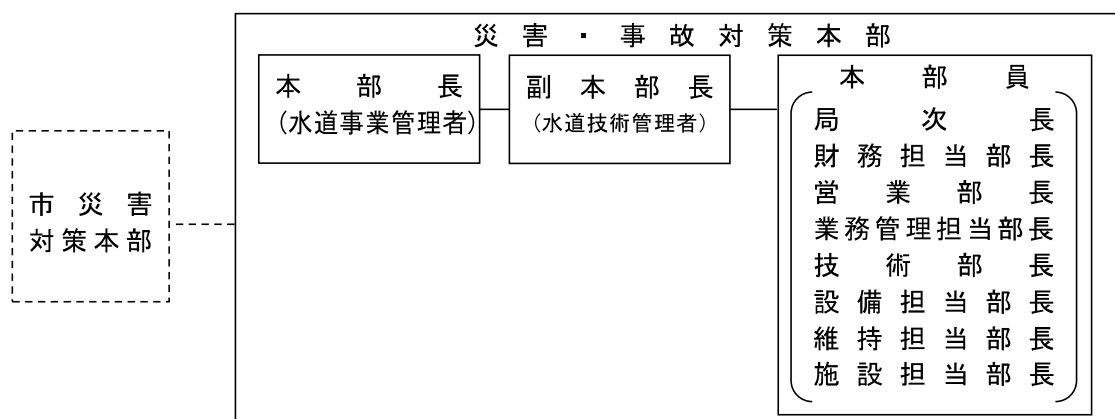 災害・事故対策本部
本部長
(水道事業管理者)
副本部長
(水道技術管理者)
本部員
局次長
財務担当部長
営業部長
業務管理担当部長
技術部長
設備担当部長
維持担当部長
施設担当部長
市災害
対策本部